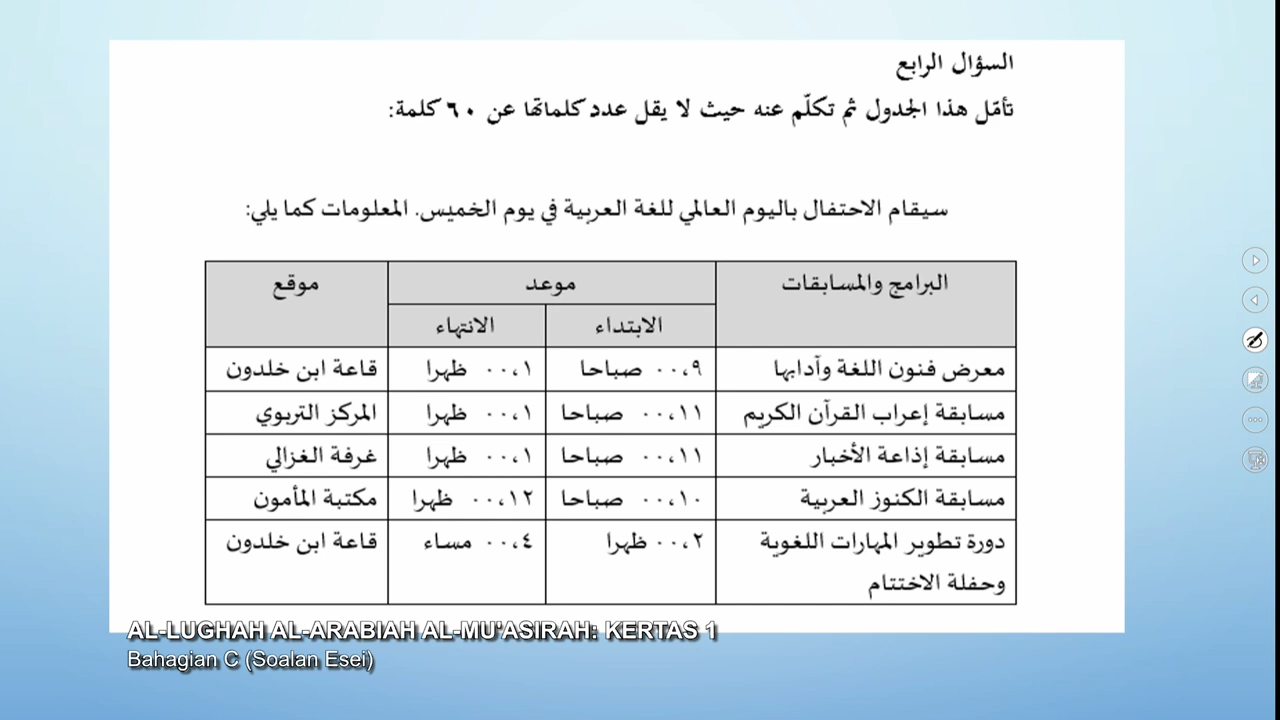 السؤال الرابع
تأمّل هذا الجدول ثم تكلّم عنه حيث لا يقل عدد كلماتها عن ٦٠ كلمة:
سيقام الاحتفال باليوم العالمي للغة العربية في يوم الخميس. المعلومات كما يلي:
البرامج والمسابقات موعد موقع
الابتداء الانتهاء
معرض فنون اللغة وآدابها ٠٠،٩ صباحا ٠٠،١ ظهرا قاعة ابن خلدون
مسابقة إعراب القرآن الكريم ٠٠،١١ صباحا ٠٠،١ ظهرا المركز التربوي
مسابقة إذاعة الأخبار ٠٠،١١ صباحا ٠٠،١ ظهرا غرفة الغزالي
مسابقة الكنوز العربية ٠٠،١٠ صباحا ٠٠،١٢ ظهرا مكتبة المأمون
دورة تطوير المهارات اللغوية ٠٠،٢ ظهرا ٠٠،٤ مساء قاعة ابن خلدون
وحفلة الاختتام
AL-LUGHAH AL-ARABIAH AL-MU'ASIRAH: KERTAS 1
Bahagian C (Soalan Esei)